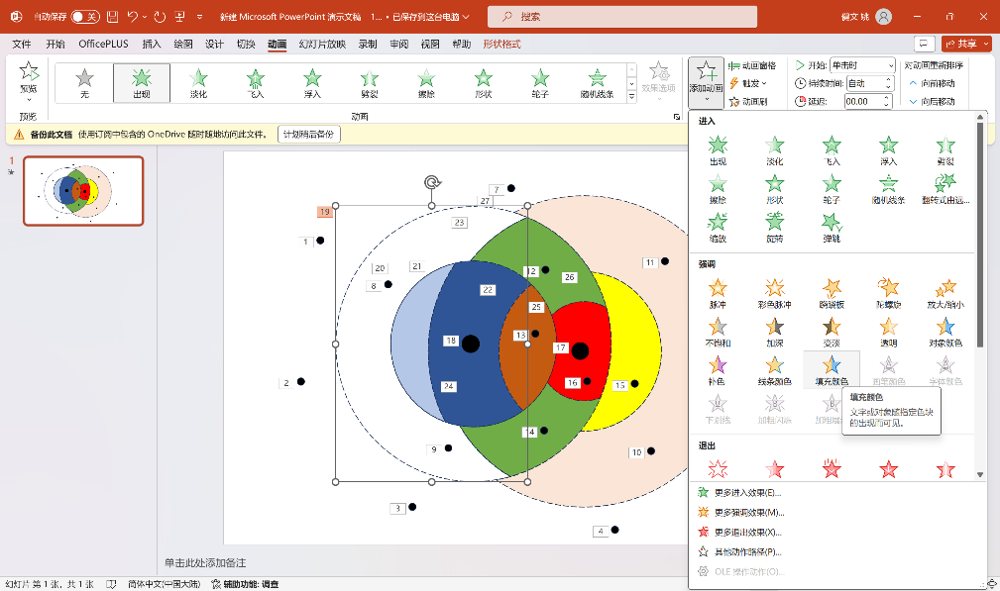 自动保存 关 新建 Microsoft PowerPoint 演示文稿 1... • 已保存到这台电脑 搜索 健文 姚
文件 开始 OfficePLUS 插入 绘图 设计 切换 动画 幻灯片放映 录制 审阅 视图 帮助 形状格式 共享
预览 无 出现 淡化 飞入 浮入 劈裂 擦除 形状 轮子 随机线条 效果选项 添加动画
动画窗格
触发
动画刷
开始: 单击时
持续时间: 自动
延迟: 00.00
对动画重新排序
向前移动
向后移动
预览 动画
备份此文档 使用订阅中包含的 OneDrive 随时随地访问此文件。 计划稍后备份
1
进入
出现 淡化 飞入 浮入 劈裂
擦除 形状 轮子 随机线条 翻转式由远...
缩放 旋转 弹跳
强调
脉冲 彩色脉冲 跷跷板 陀螺旋 放大/缩小
不饱和 加深 变淡 透明 对象颜色
补色 线条颜色 填充颜色 画笔颜色 字体颜色
下划线 加粗闪烁
填充颜色
文字或对象随指定色块的出现而可见。
退出
更多进入效果(E)...
更多强调效果(M)...
更多退出效果(X)...
其他动作路径(P)...
OLE 操作动作(O)...
7
27
19
23
1
11
20
21
12
26
8
22
25
13
18
17
2
16
15
24
14
9
10
3
4
单击此处添加备注
幻灯片 第 1 张，共 1 张 简体中文(中国大陆) 辅助功能: 调查